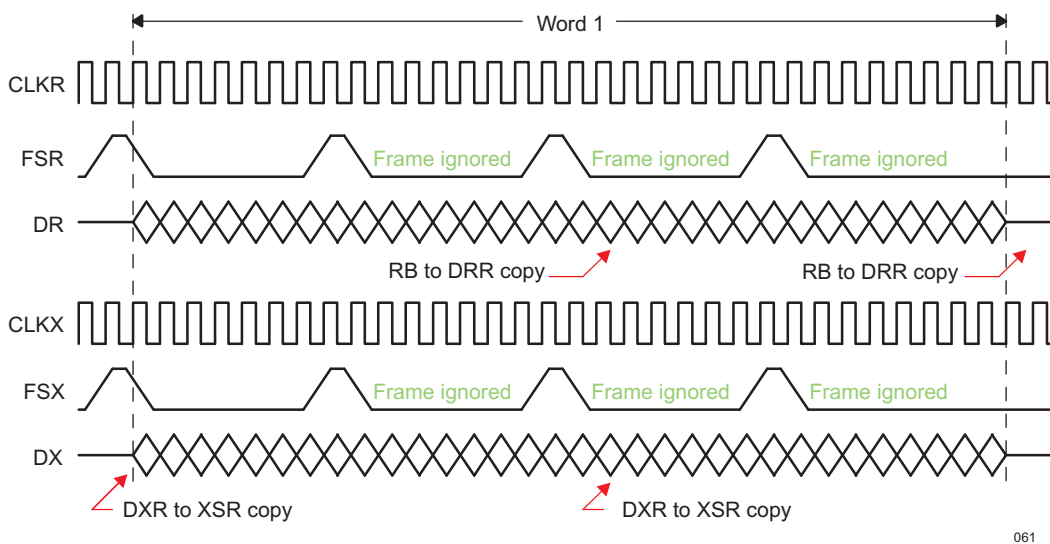 Word 1
CLKR
FSR
Frame ignored Frame ignored Frame ignored
DR
RB to DRR copy RB to DRR copy
CLKX
FSX
Frame ignored Frame ignored Frame ignored
DX
DXR to XSR copy DXR to XSR copy
061